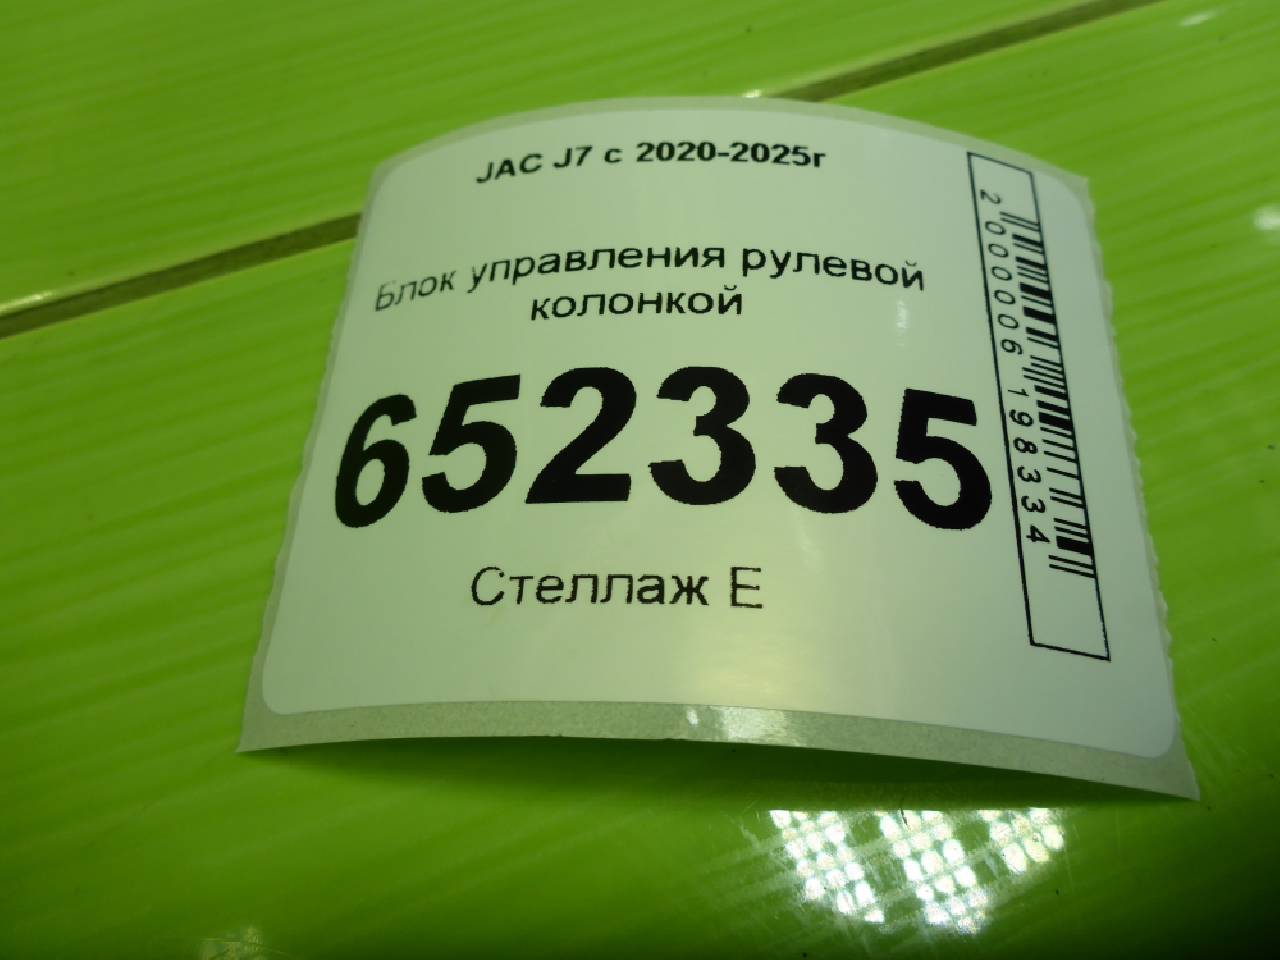 JAC J7 с 2020-2025г
Блок управления рулевой
колонкой
652335
Стеллаж Е
2000006198334